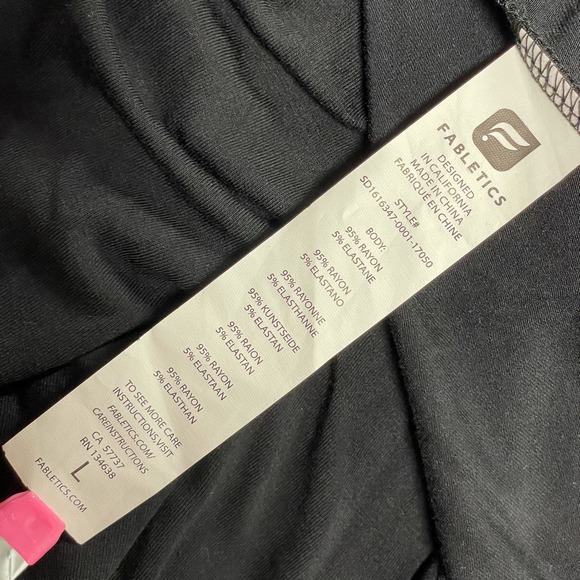 FABLETICS
DESIGNED
IN CALIFORNIA
MADE IN CHINA
FABRIQUÉ EN CHINE
STYLE#
SD1616347-0001-17050
BODY:
95% RAYON
5% ELASTANE
95% RAYON
5% ELASTANO
95% RAYONNE
5% ELASTHANNE
95% KUNSTSEIDE
5% ELASTAN
95% RAION
5% ELASTAN
95% RAYON
5% ELASTAAN
95% RAYON
5% ELASTHAN
TO SEE MORE CARE
INSTRUCTIONS VISIT
FABLETICS.COM/
CAREINSTRUCTIONS
CA 57737
RN 134638
L
FABLETICS.COM